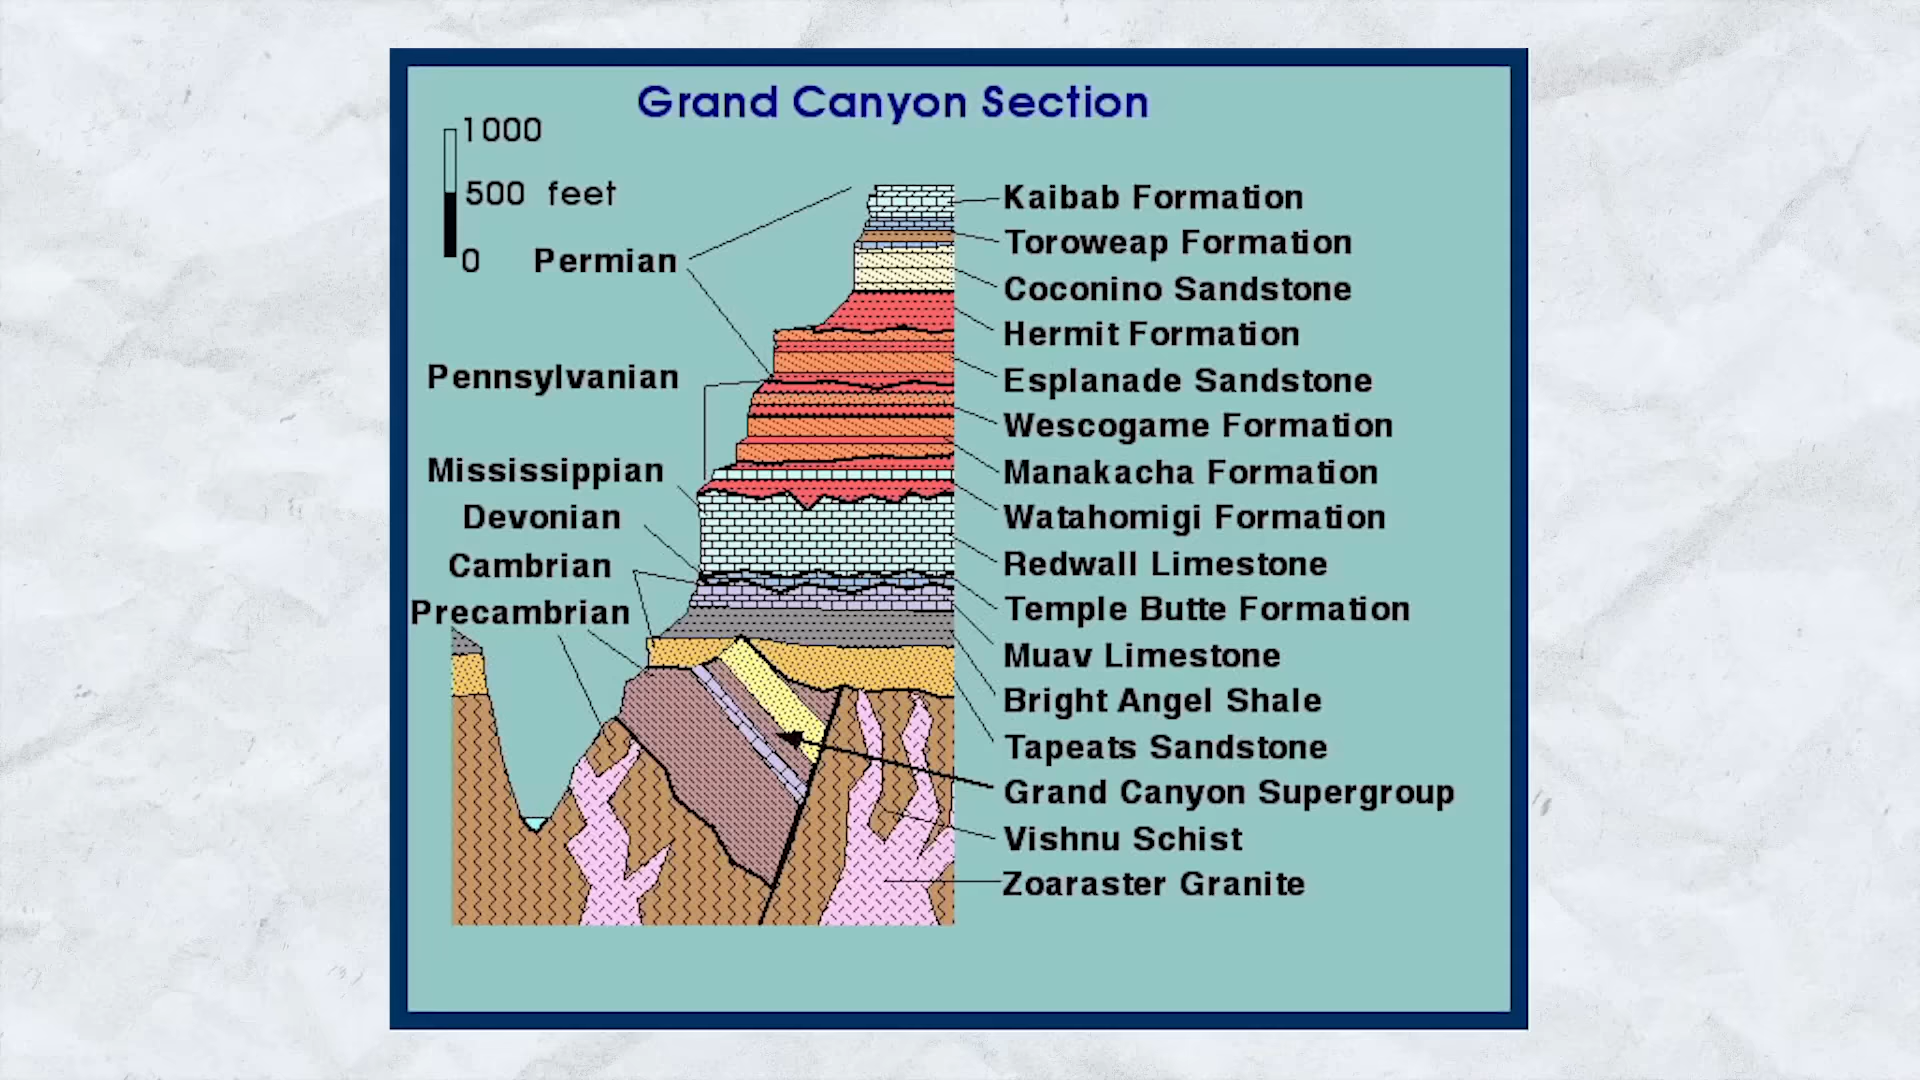 Grand Canyon Section
1000
500 feet
0
Permian
Pennsylvanian
Mississippian
Devonian
Cambrian
Precambrian
Kaibab Formation
Toroweap Formation
Coconino Sandstone
Hermit Formation
Esplanade Sandstone
Wescogame Formation
Manakacha Formation
Watahomigi Formation
Redwall Limestone
Temple Butte Formation
Muav Limestone
Bright Angel Shale
Tapeats Sandstone
Grand Canyon Supergroup
Vishnu Schist
Zoaraster Granite